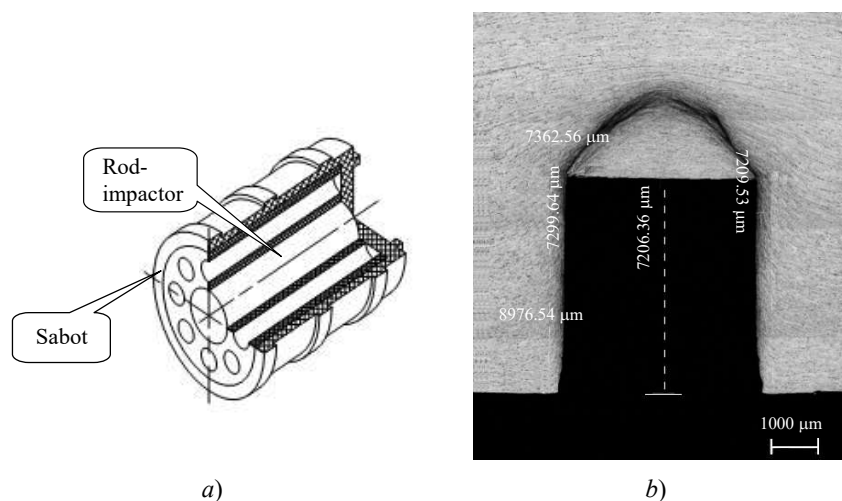 Rod-
impactor
Sabot
7362.56 μm
7299.64 μm
7206.36 μm
7209.53 μm
8976.54 μm
1000 μm
a)
b)